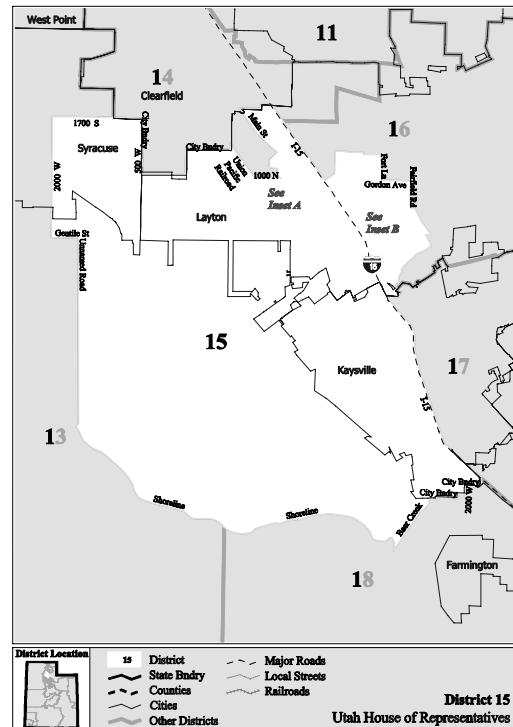 West Point
11
14
Clearfield
1700 S
City Bndry
Main St
I-15
16
Syracuse
500 W
City Bndry
Union
Pacific
Railroad
2000 W
1000 N
Fort La
Gordon Ave
Fairfield Rd
See
Inset A
Layton
See
Inset B
Gentile St
Unnamed Road
15
15
Kaysville
17
I-15
13
City Bndry
City Bndry
2000 W
Shoreline
Shoreline
Bear Creek
18
Farmington
District Location
15 District
State Bndry
Counties
Cities
Other Districts
Major Roads
Local Streets
Railroads
District 15
Utah House of Representatives